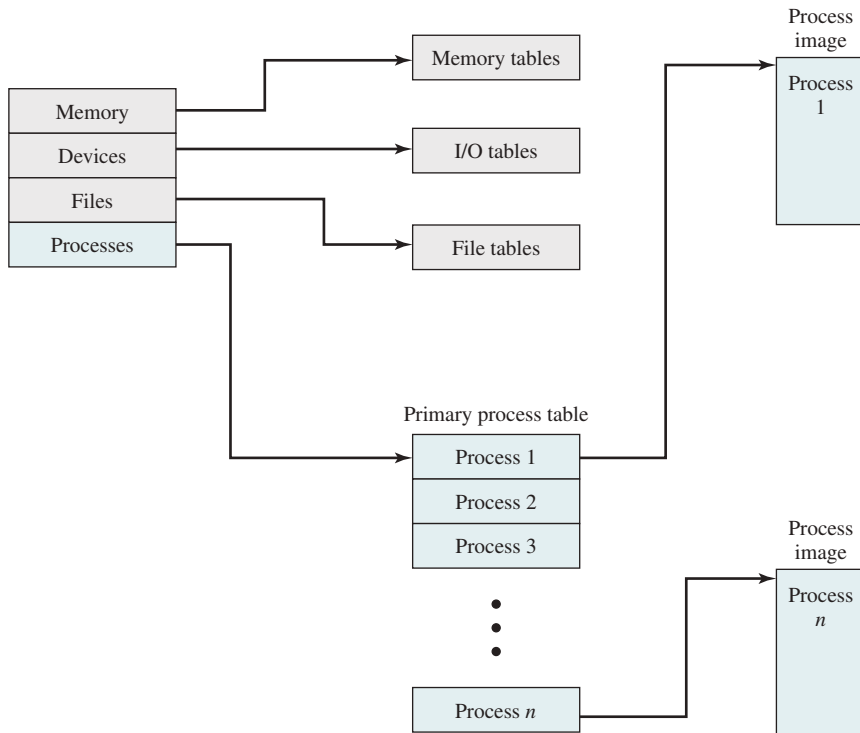 Process
image
Memory tables
Process
1
Memory
Devices
I/O tables
Files
Processes
File tables
Primary process table
Process 1
Process 2
Process 3
Process
image
Process
n
Process n